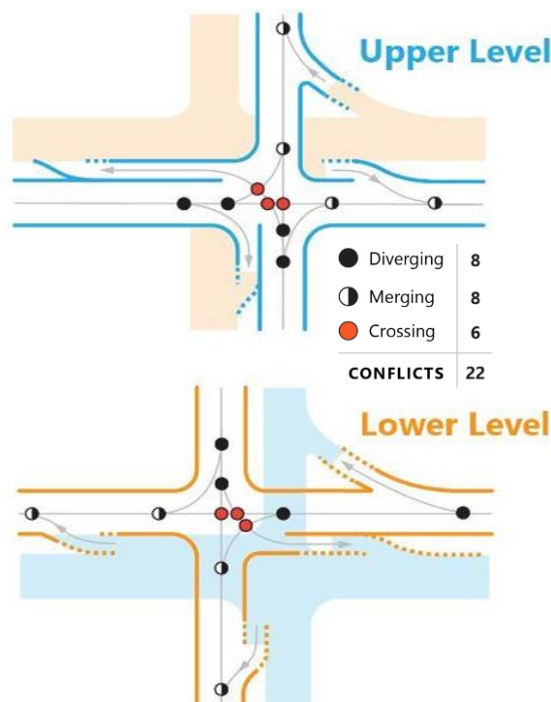 Upper Level
Diverging 8
Merging 8
Crossing 6
CONFLICTS 22
Lower Level